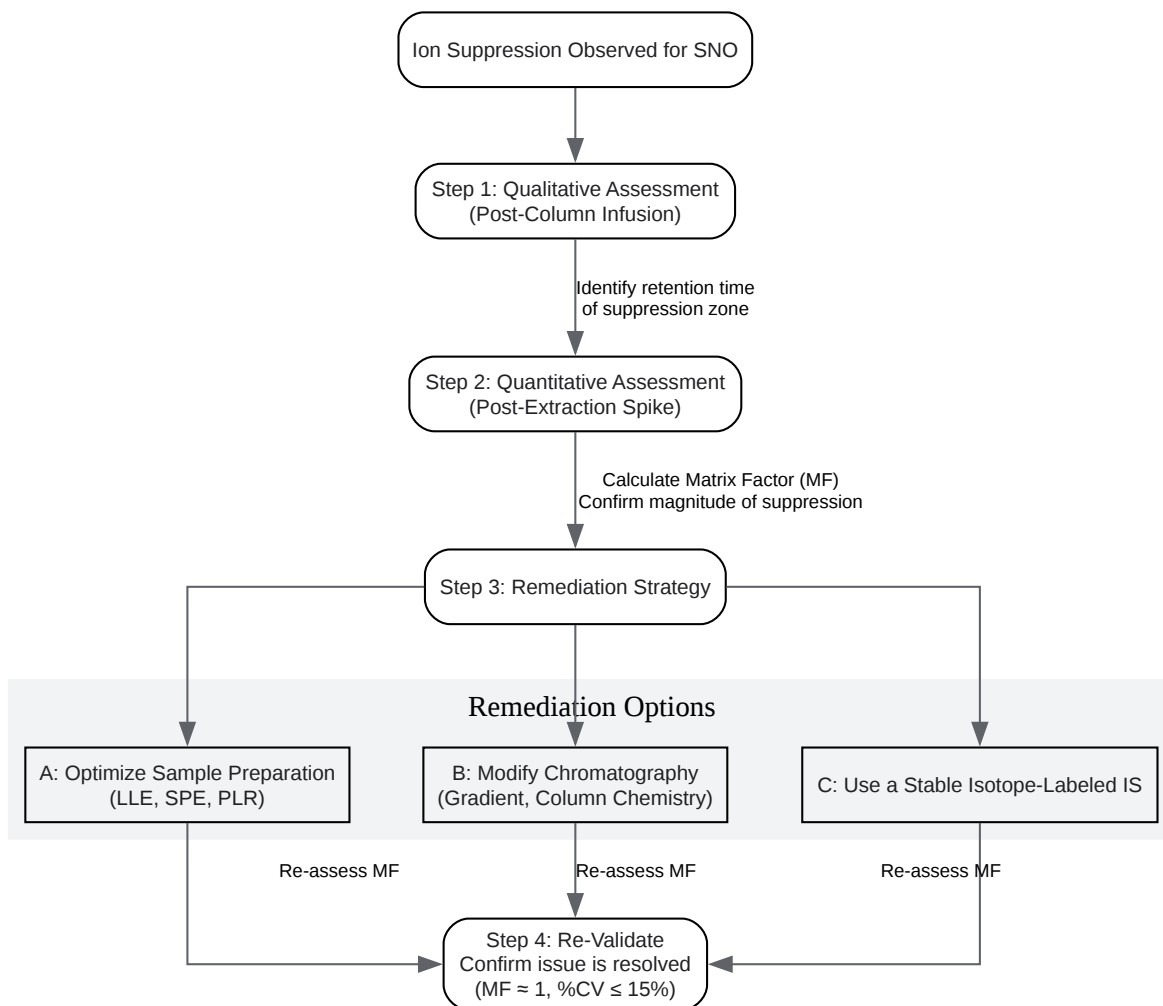 Ion Suppression Observed for SNO
Step 1: Qualitative Assessment
(Post-Column Infusion)
Identify retention time
of suppression zone
Step 2: Quantitative Assessment
(Post-Extraction Spike)
Calculate Matrix Factor (MF)
Confirm magnitude of suppression
Step 3: Remediation Strategy
Remediation Options
A: Optimize Sample Preparation
(LLE, SPE, PLR)
B: Modify Chromatography
(Gradient, Column Chemistry)
C: Use a Stable Isotope-Labeled IS
Re-assess MF
Re-assess MF
Re-assess MF
Step 4: Re-Validate
Confirm issue is resolved
(MF ≈ 1, %CV ≤ 15%)